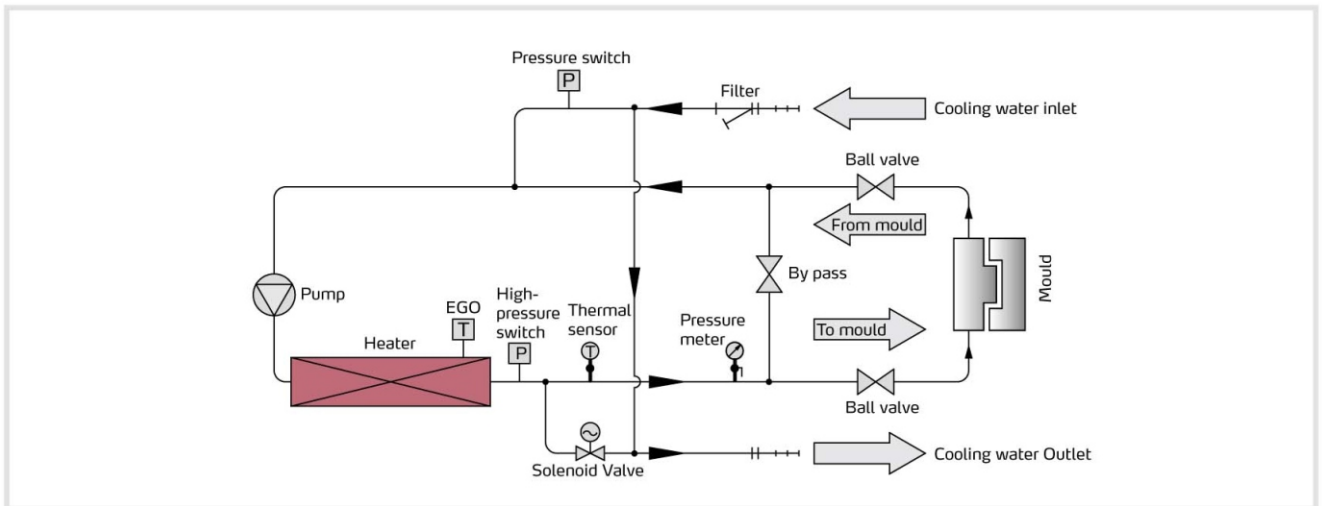 Pressure switch
P
Filter
Cooling water inlet
Ball valve
From mould
By pass
Mould
Pump
EGO
T
High-
pressure
switch
P
Thermal
sensor
T
Pressure
meter
To mould
Heater
Ball valve
Solenoid Valve
Cooling water Outlet